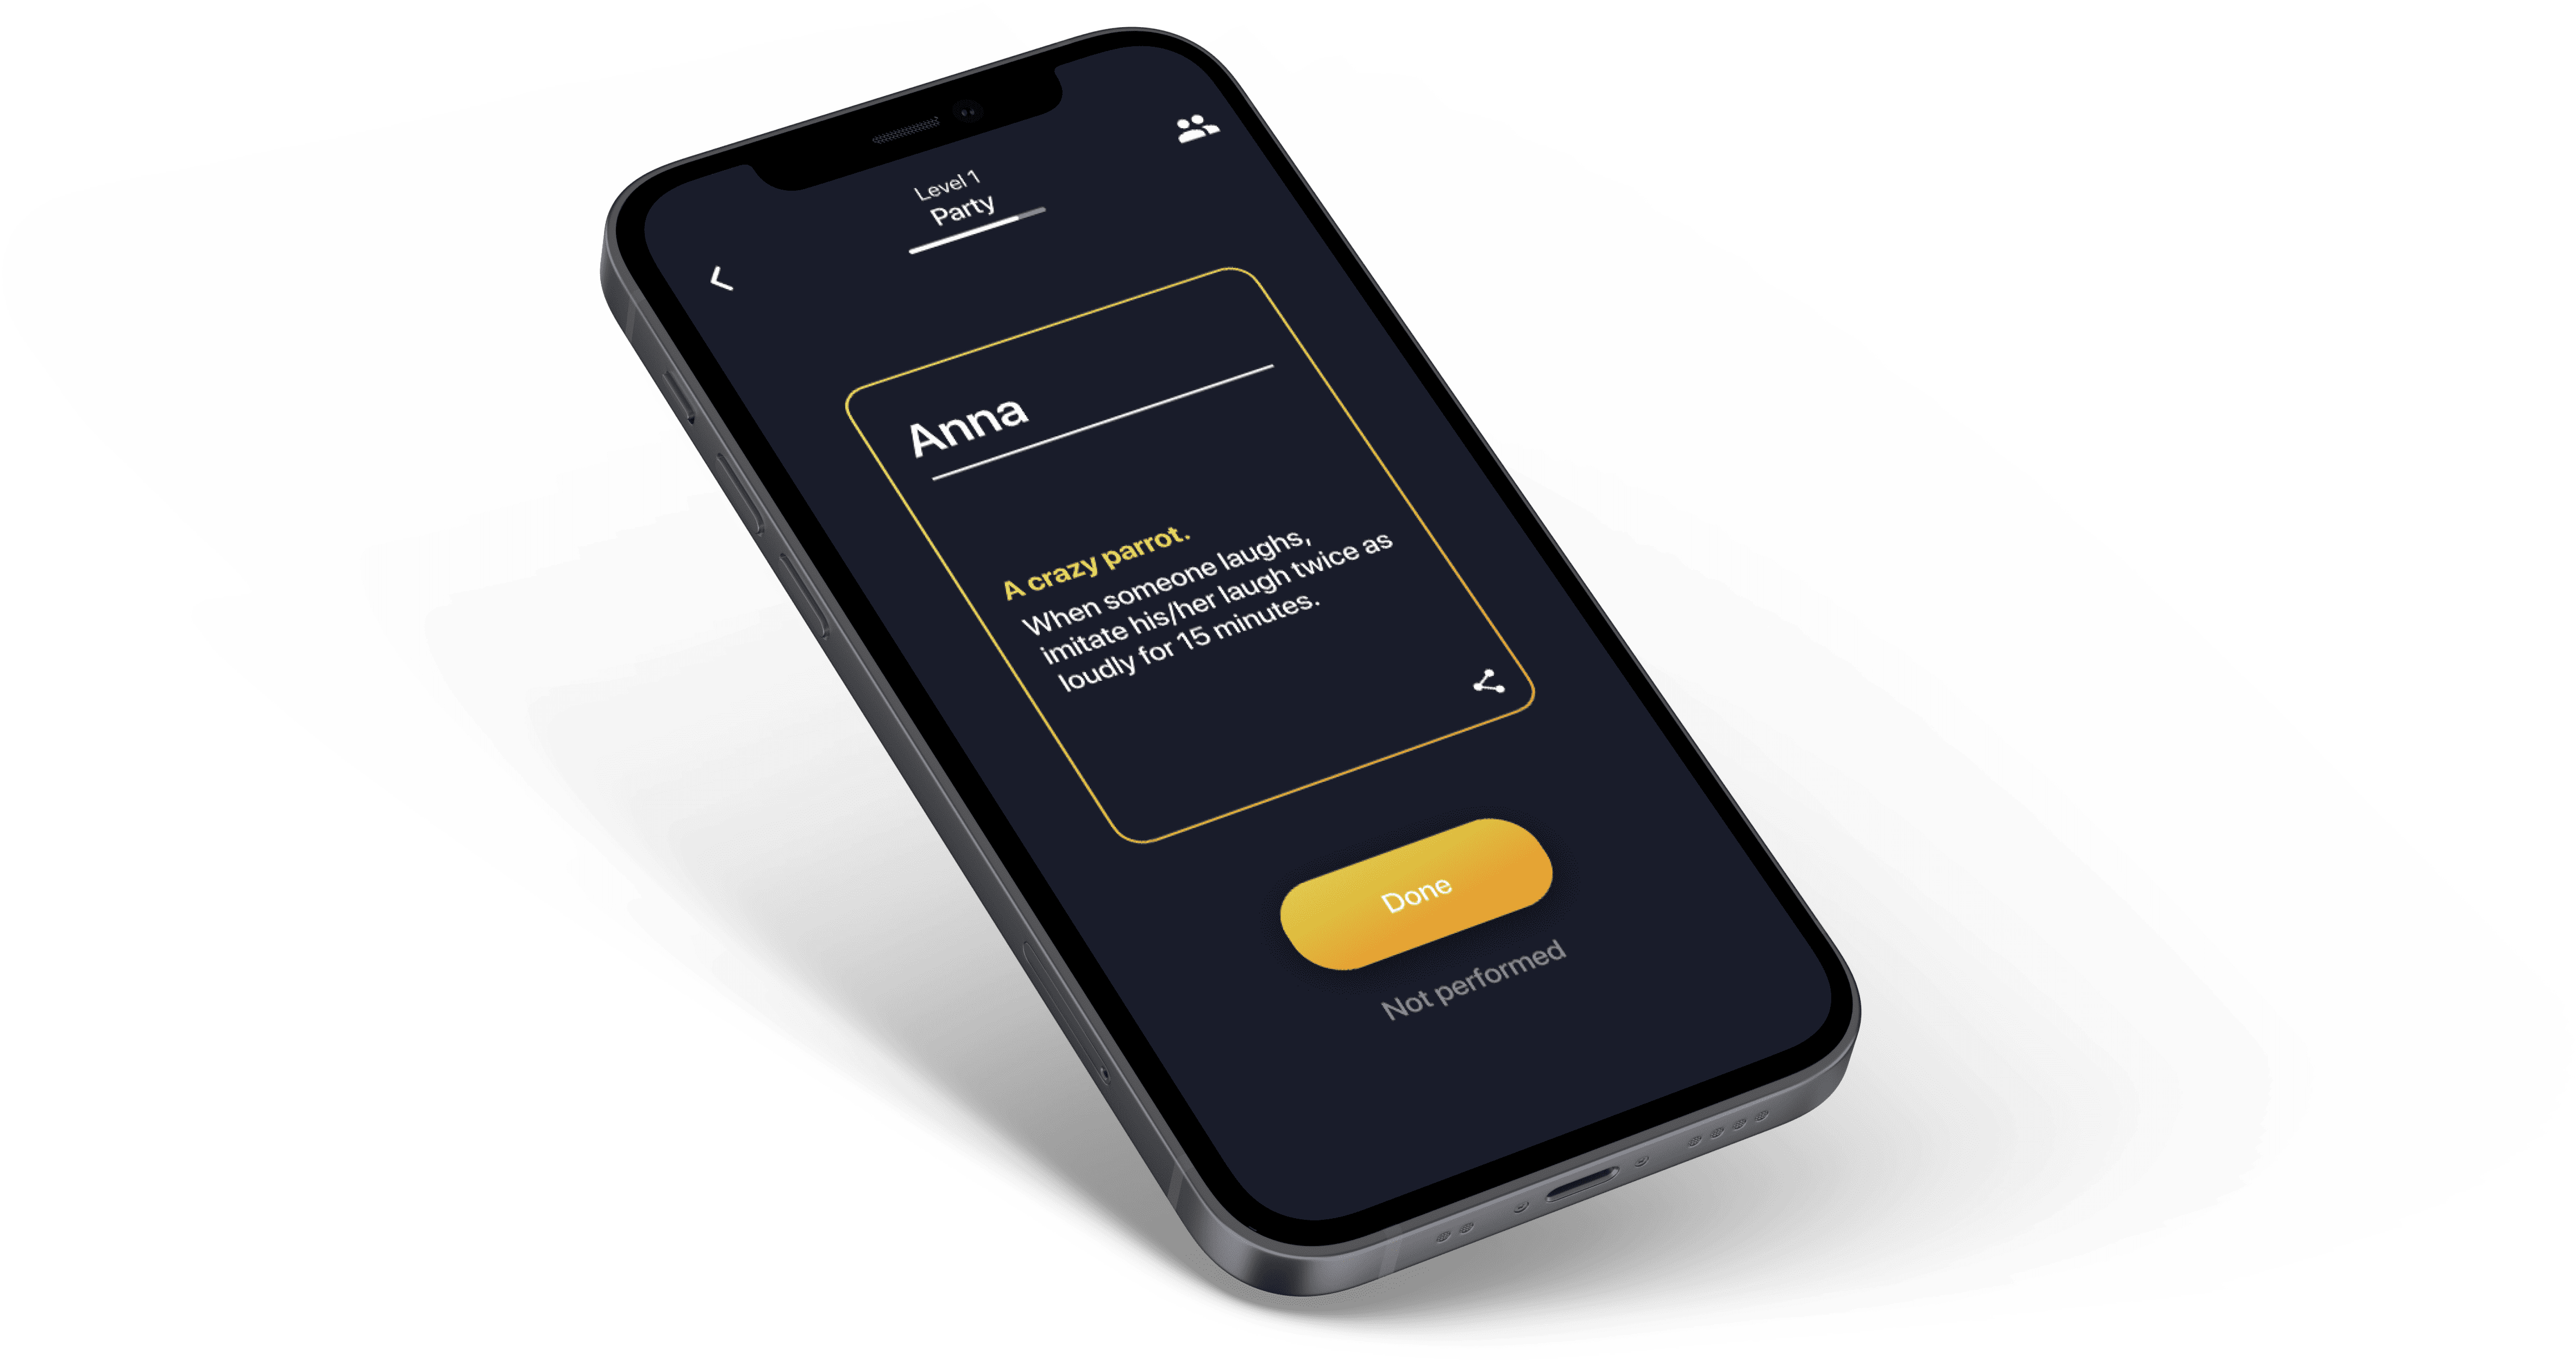 Level 1
Party
Anna
A crazy parrot.
When someone laughs,
imitate his/her laugh twice as
loudly for 15 minutes.
Done
Not performed